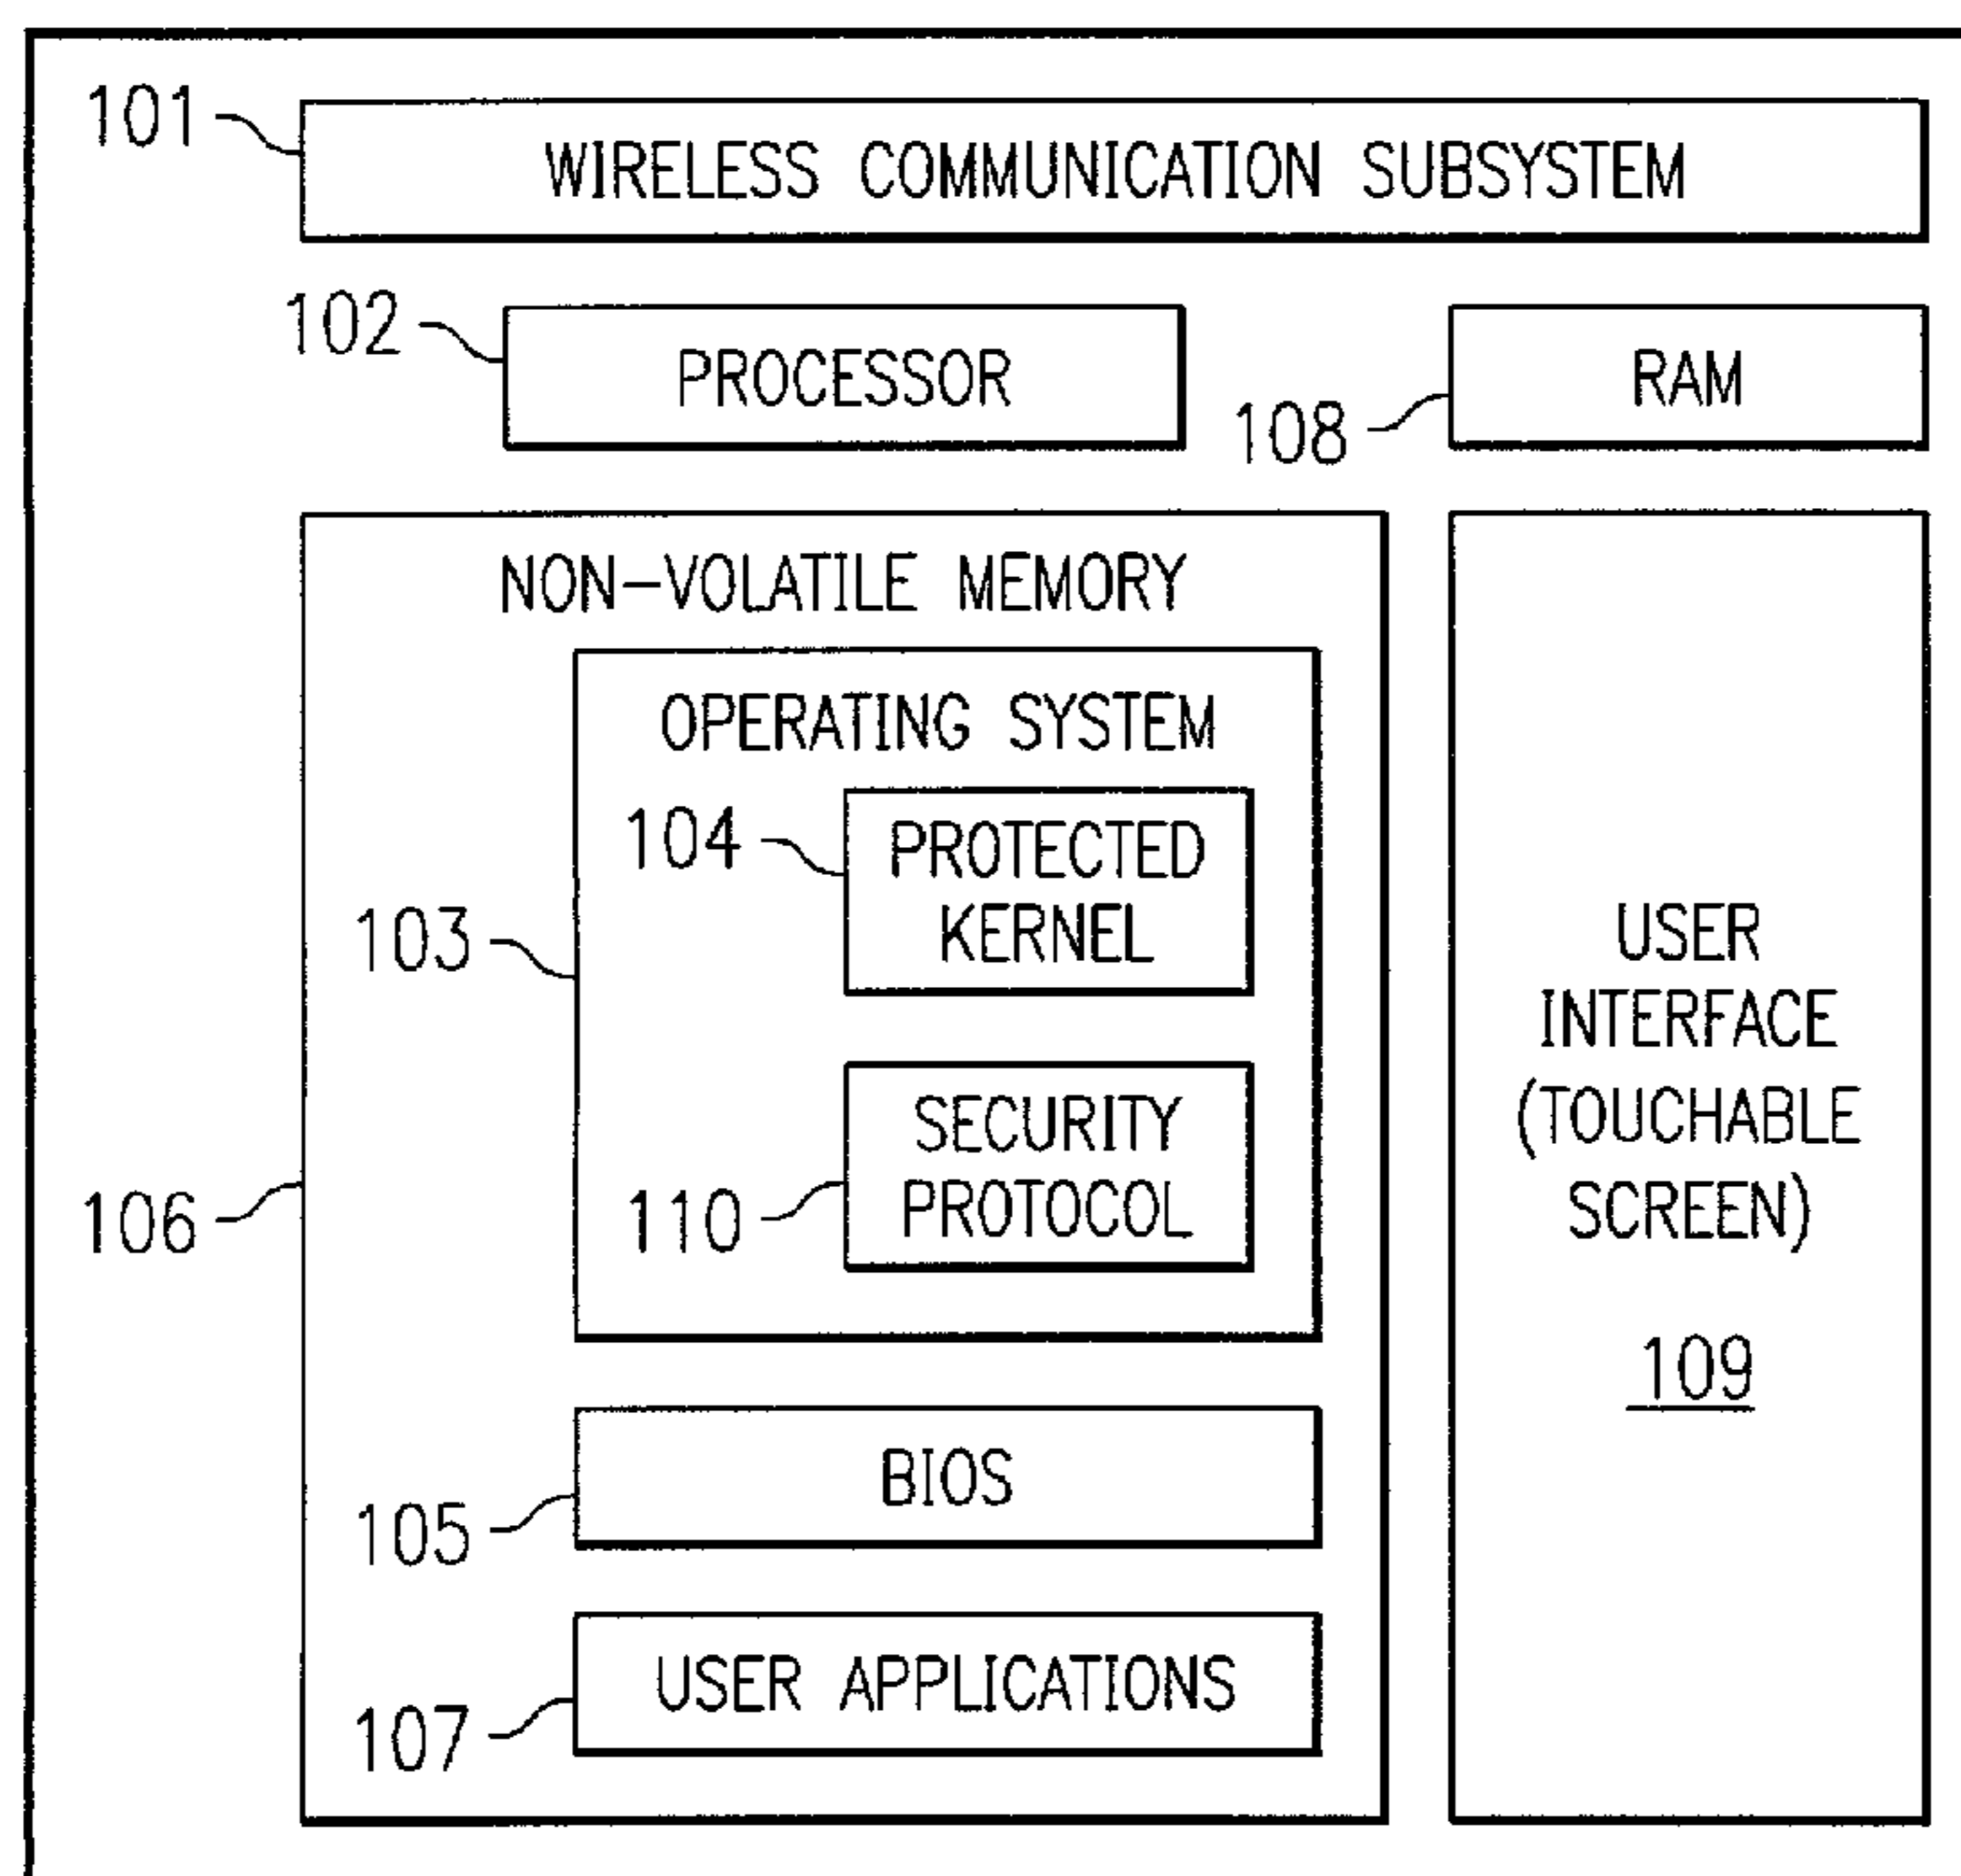 101
WIRELESS COMMUNICATION SUBSYSTEM
102
PROCESSOR
108
RAM
NON-VOLATILE MEMORY
OPERATING SYSTEM
104
PROTECTED
KERNEL
103
SECURITY
PROTOCOL
110
106
BIOS
105
USER APPLICATIONS
107
USER
INTERFACE
(TOUCHABLE
SCREEN)
109